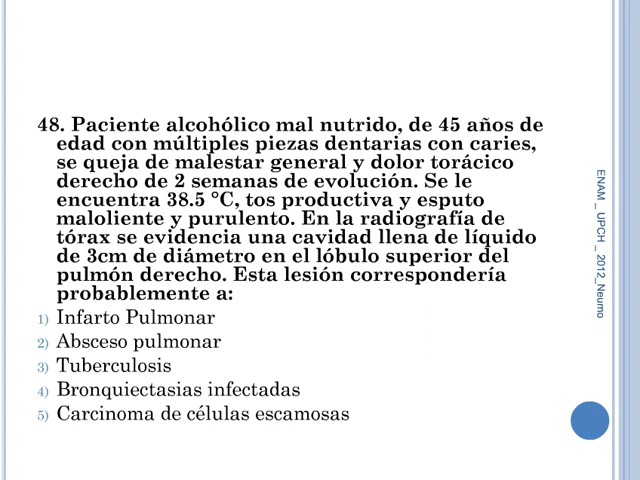 48. Paciente alcohólico mal nutrido, de 45 años de
edad con múltiples piezas dentarias con caries,
se queja de malestar general y dolor torácico
derecho de 2 semanas de evolución. Se le
encuentra 38.5 °C, tos productiva y esputo
maloliente y purulento. En la radiografía de
tórax se evidencia una cavidad llena de líquido
de 3cm de diámetro en el lóbulo superior del
pulmón derecho. Esta lesión correspondería
probablemente a:
1) Infarto Pulmonar
2) Absceso pulmonar
3) Tuberculosis
4) Bronquiectasias infectadas
5) Carcinoma de células escamosas
ENAM _ UPCH _ 2012_Neumo